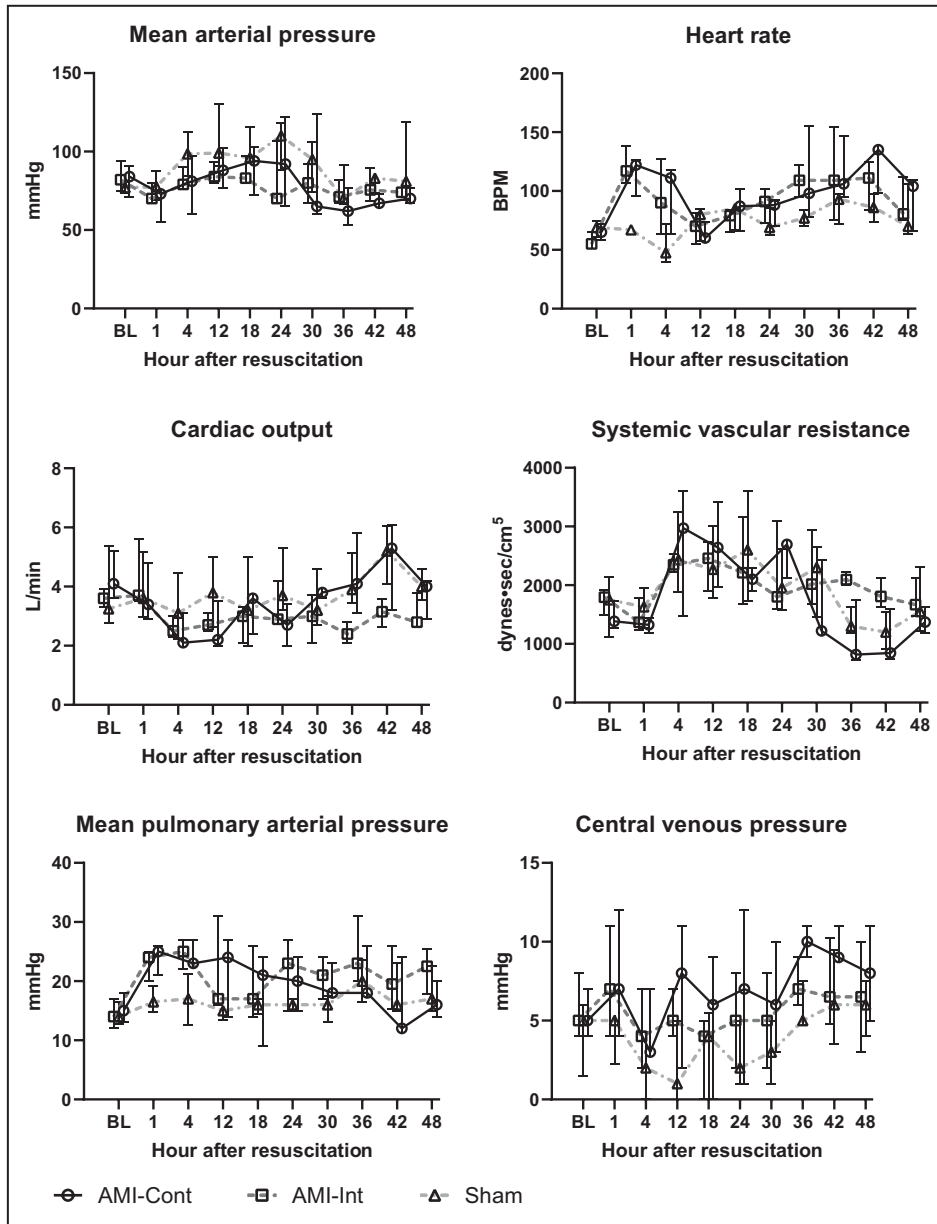 Mean arterial pressure
150
100
50
0
mmHg
BL 1 4 12 18 24 30 36 42 48
Hour after resuscitation
Heart rate
200
150
100
50
0
BPM
BL 1 4 12 18 24 30 36 42 48
Hour after resuscitation
Cardiac output
8
6
4
2
0
L/min
BL 1 4 12 18 24 30 36 42 48
Hour after resuscitation
Systemic vascular resistance
4000
3000
2000
1000
0
dynes•sec/cm⁵
BL 1 4 12 18 24 30 36 42 48
Hour after resuscitation
Mean pulmonary arterial pressure
40
30
20
10
0
mmHg
BL 1 4 12 18 24 30 36 42 48
Hour after resuscitation
Central venous pressure
15
10
5
0
mmHg
BL 1 4 12 18 24 30 36 42 48
Hour after resuscitation
AMI-Cont AMI-Int Sham